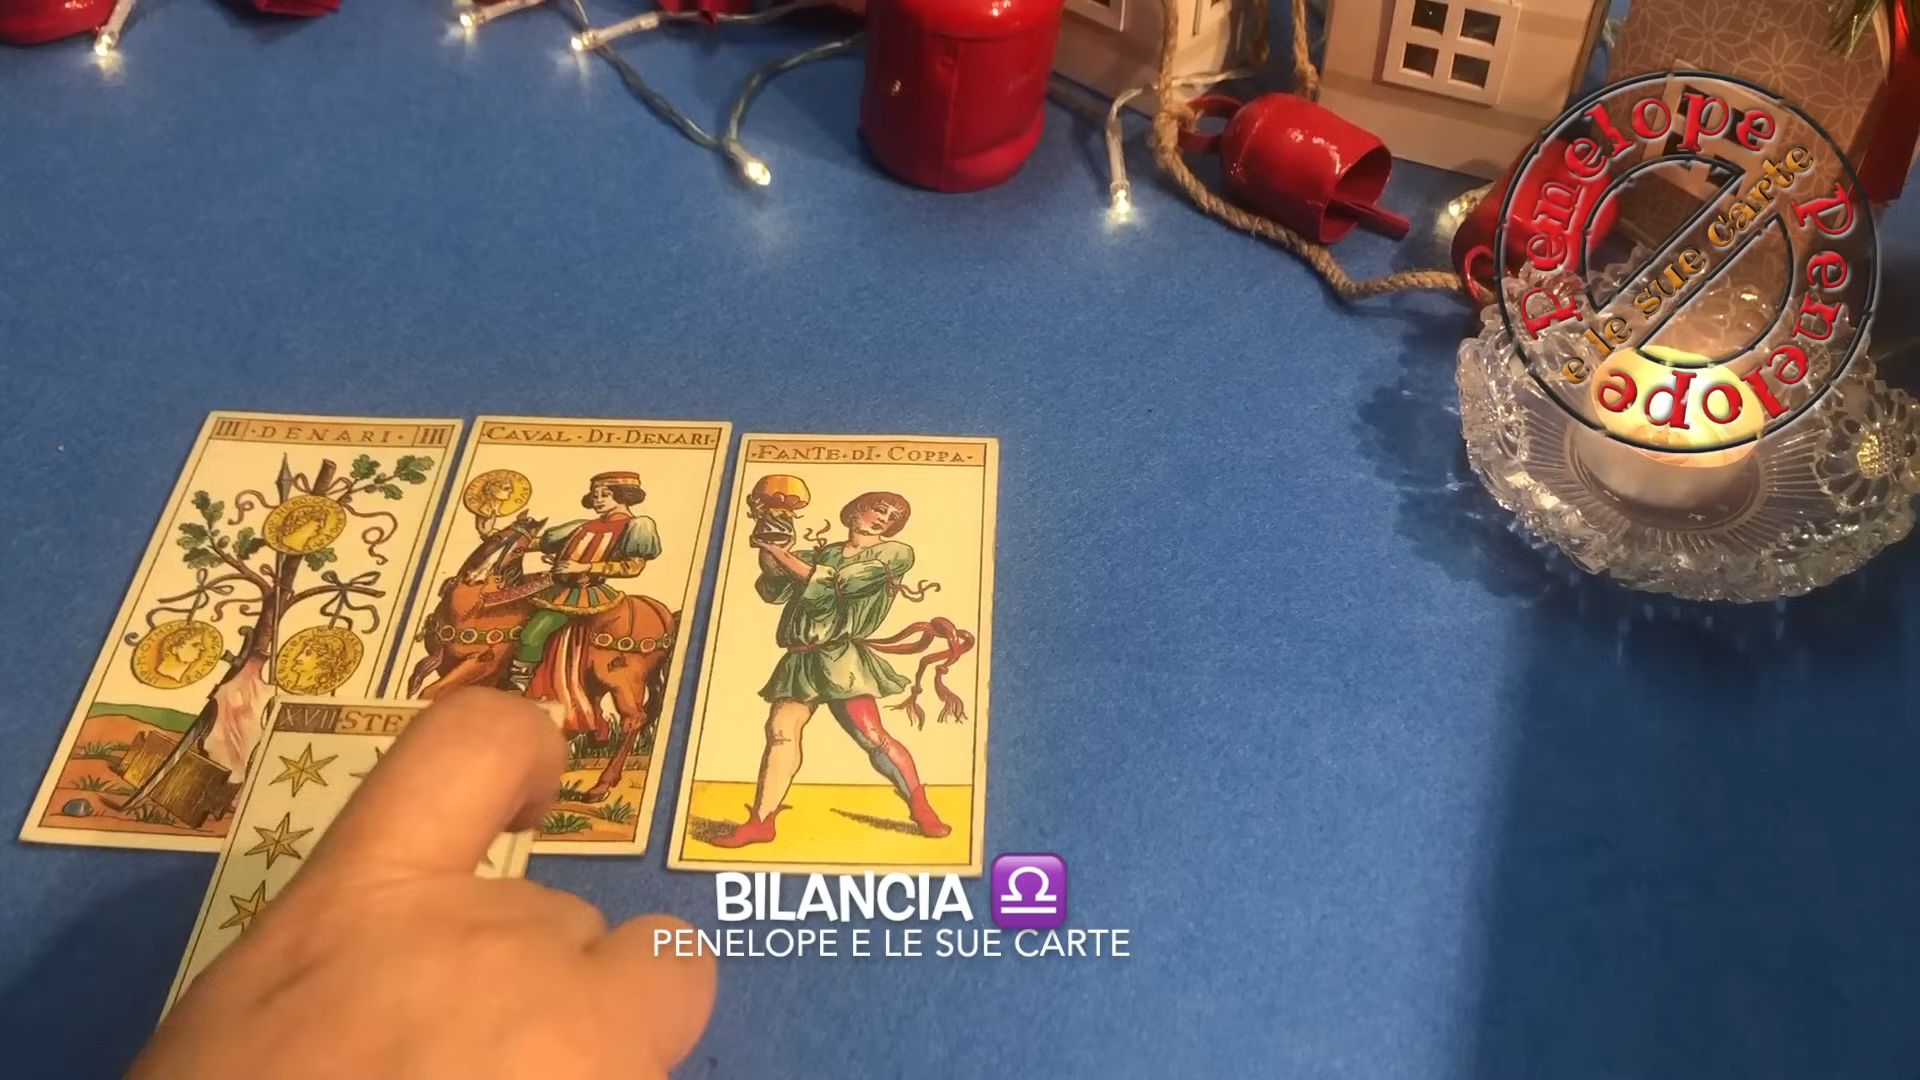 Penelope Penelope
e le sue carte
III · DENARI · III
CAVAL · DI · DENARI ·
· FANTE · DI · COPPA ·
XVII
BILANCIA ♎
PENELOPE E LE SUE CARTE